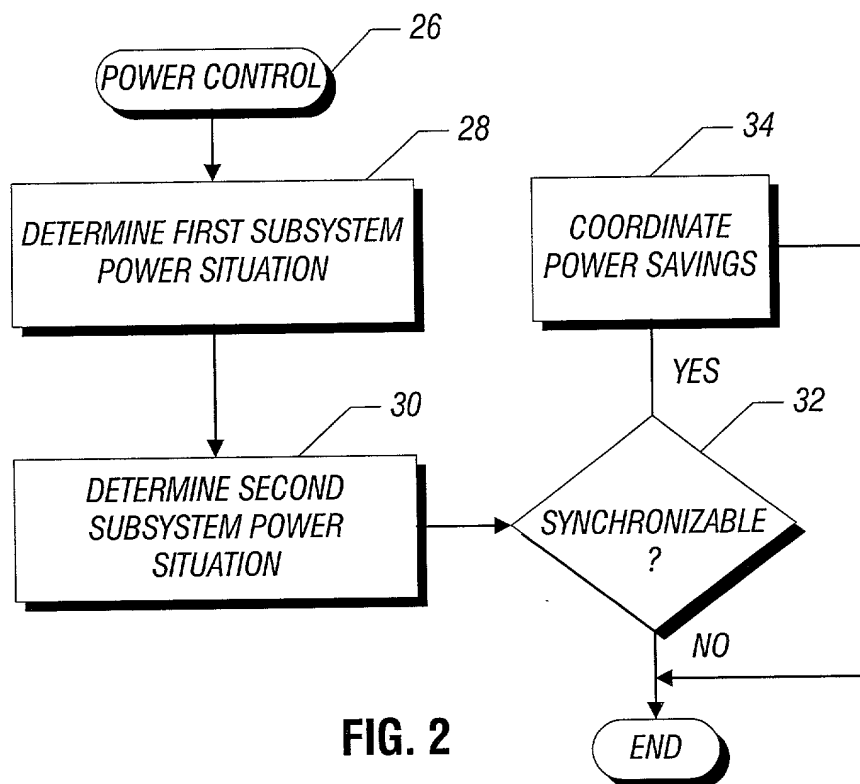 26
POWER CONTROL
28
DETERMINE FIRST SUBSYSTEM
POWER SITUATION
30
DETERMINE SECOND
SUBSYSTEM POWER
SITUATION
34
COORDINATE
POWER SAVINGS
YES
32
SYNCHRONIZABLE
?
NO
END
FIG. 2